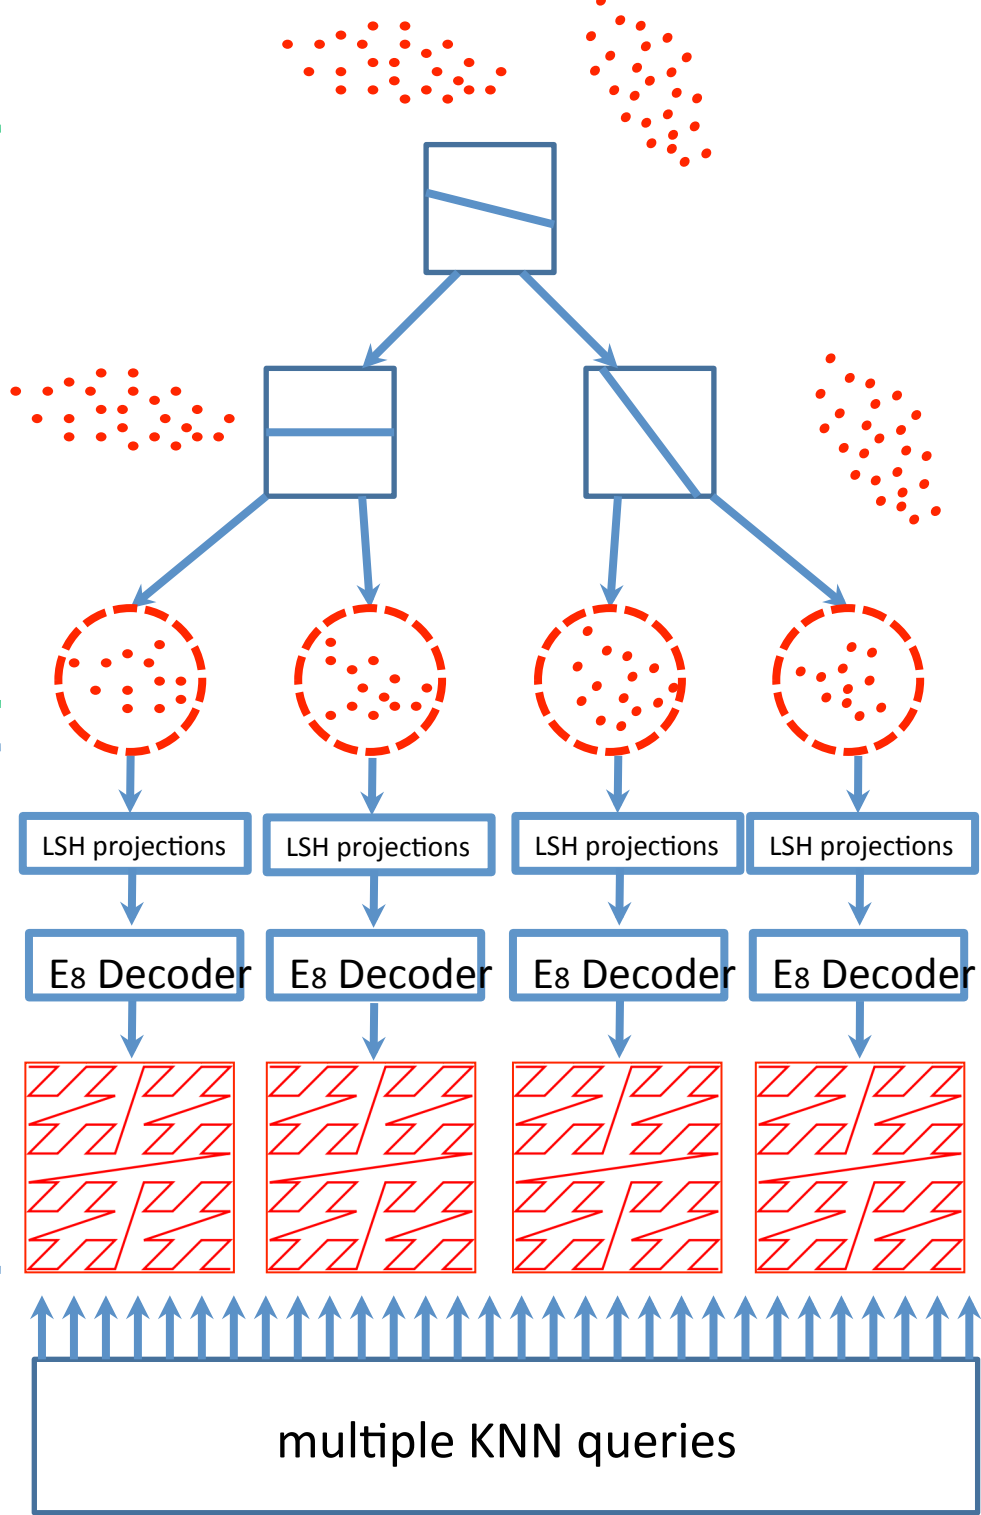 LSH projections LSH projections LSH projections LSH projections
E8 Decoder E8 Decoder E8 Decoder E8 Decoder
multiple KNN queries